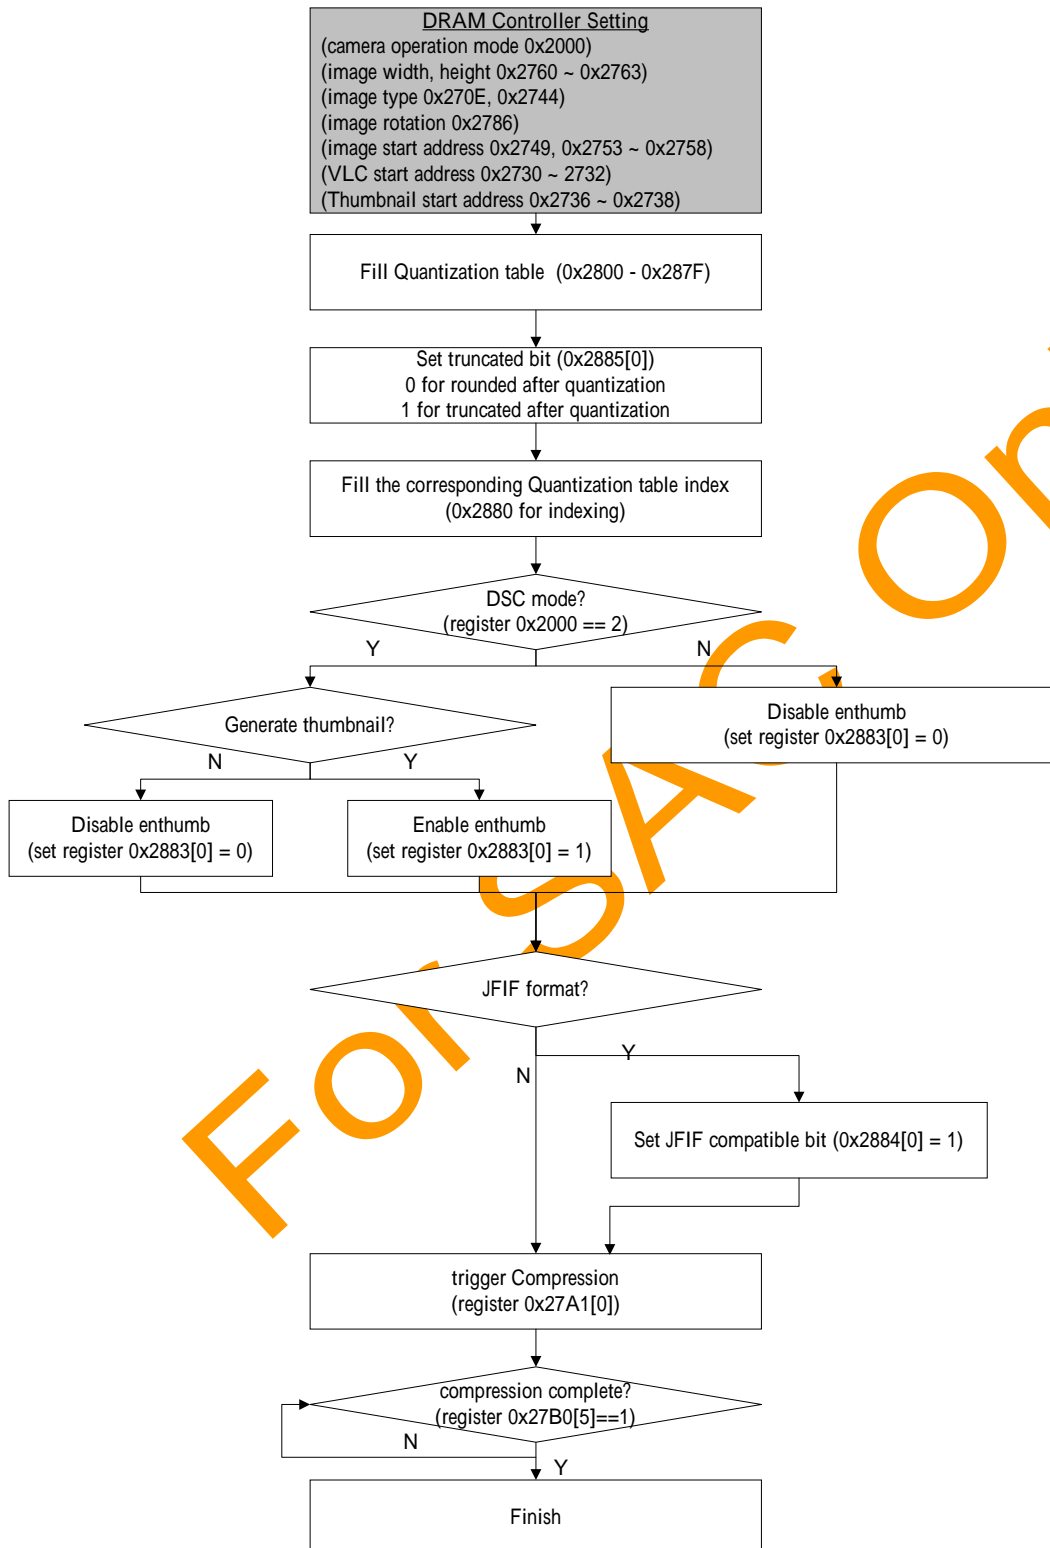 DRAM Controller Setting
(camera operation mode 0x2000)
(image width, height 0x2760 ~ 0x2763)
(image type 0x270E, 0x2744)
(image rotation 0x2786)
(image start address 0x2749, 0x2753 ~ 0x2758)
(VLC start address 0x2730 ~ 2732)
(Thumbnail start address 0x2736 ~ 0x2738)
Fill Quantization table (0x2800 - 0x287F)
Set truncated bit (0x2885[0])
0 for rounded after quantization
1 for truncated after quantization
Fill the corresponding Quantization table index
(0x2880 for indexing)
DSC mode?
(register 0x2000 == 2)
Y
N
Generate thumbnail?
Disable enthumb
(set register 0x2883[0] = 0)
N
Y
Disable enthumb
(set register 0x2883[0] = 0)
Enable enthumb
(set register 0x2883[0] = 1)
JFIF format?
Y
N
Set JFIF compatible bit (0x2884[0] = 1)
trigger Compression
(register 0x27A1[0])
compression complete?
(register 0x27B0[5]==1)
N
Y
Finish
For SAC on